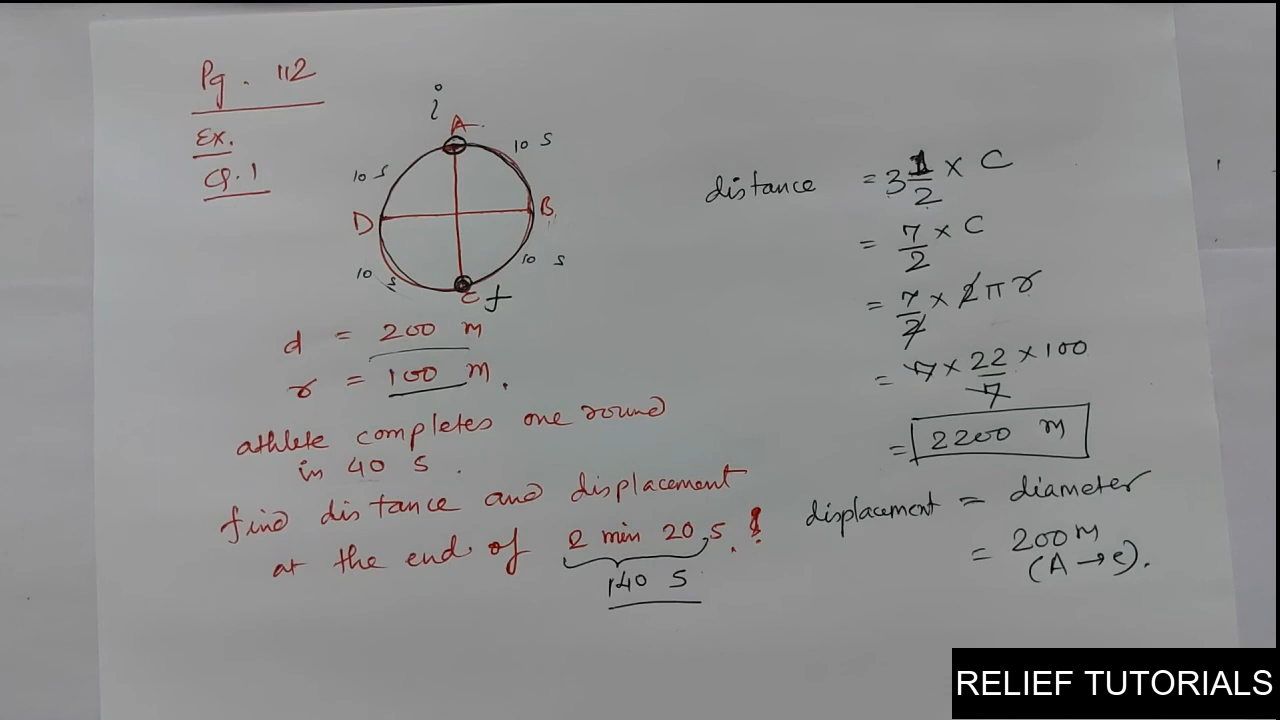 Pg. 112
Ex.
Q.1
i
A
10 s
10 s
D
B
10 s
10 s
C f
d = 200 m
r = 100 m.
athlete completes one round
in 40 s.
find distance and displacement
at the end of 2 min 20 s.
140 s
distance = 3 1/2 × C
= 7/2 × C
= 7/2 × 2πr
= 7 × 22/7 × 100
= 2200 m
displacement = diameter
= 200 m
(A → C).
RELIEF TUTORIALS